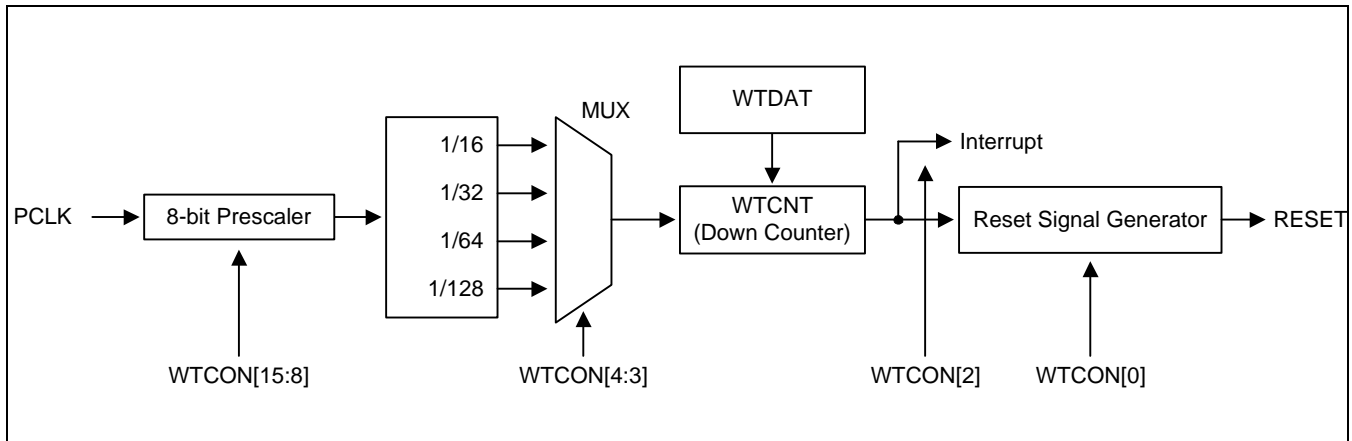 WTDAT
MUX
1/16
Interrupt
1/32
PCLK
8-bit Prescaler
WTCNT
(Down Counter)
Reset Signal Generator
RESET
1/64
1/128
WTCON[15:8]
WTCON[4:3]
WTCON[2]
WTCON[0]